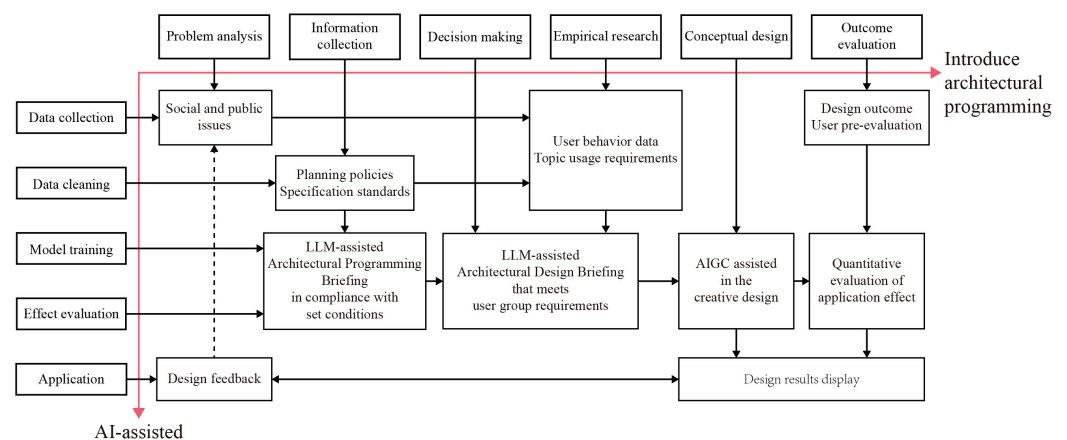 Problem analysis
Information
collection
Decision making
Empirical research
Conceptual design
Outcome
evaluation
Introduce
architectural
programming
Data collection
Social and public
issues
User behavior data
Topic usage requirements
Design outcome
User pre-evaluation
Data cleaning
Planning policies
Specification standards
Model training
Effect evaluation
LLM-assisted
Architectural Programming
Briefing
in compliance with
set conditions
LLM-assisted
Architectural Design Briefing
that meets
user group requirements
AIGC assisted
in the
creative design
Quantitative
evaluation of
application effect
Application
Design feedback
Design results display
AI-assisted